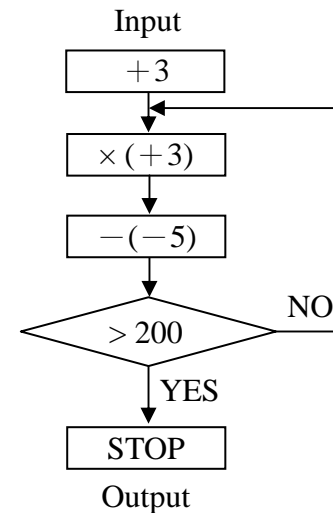 Input
+3
×(+3)
−(−5)
> 200
NO
YES
STOP
Output